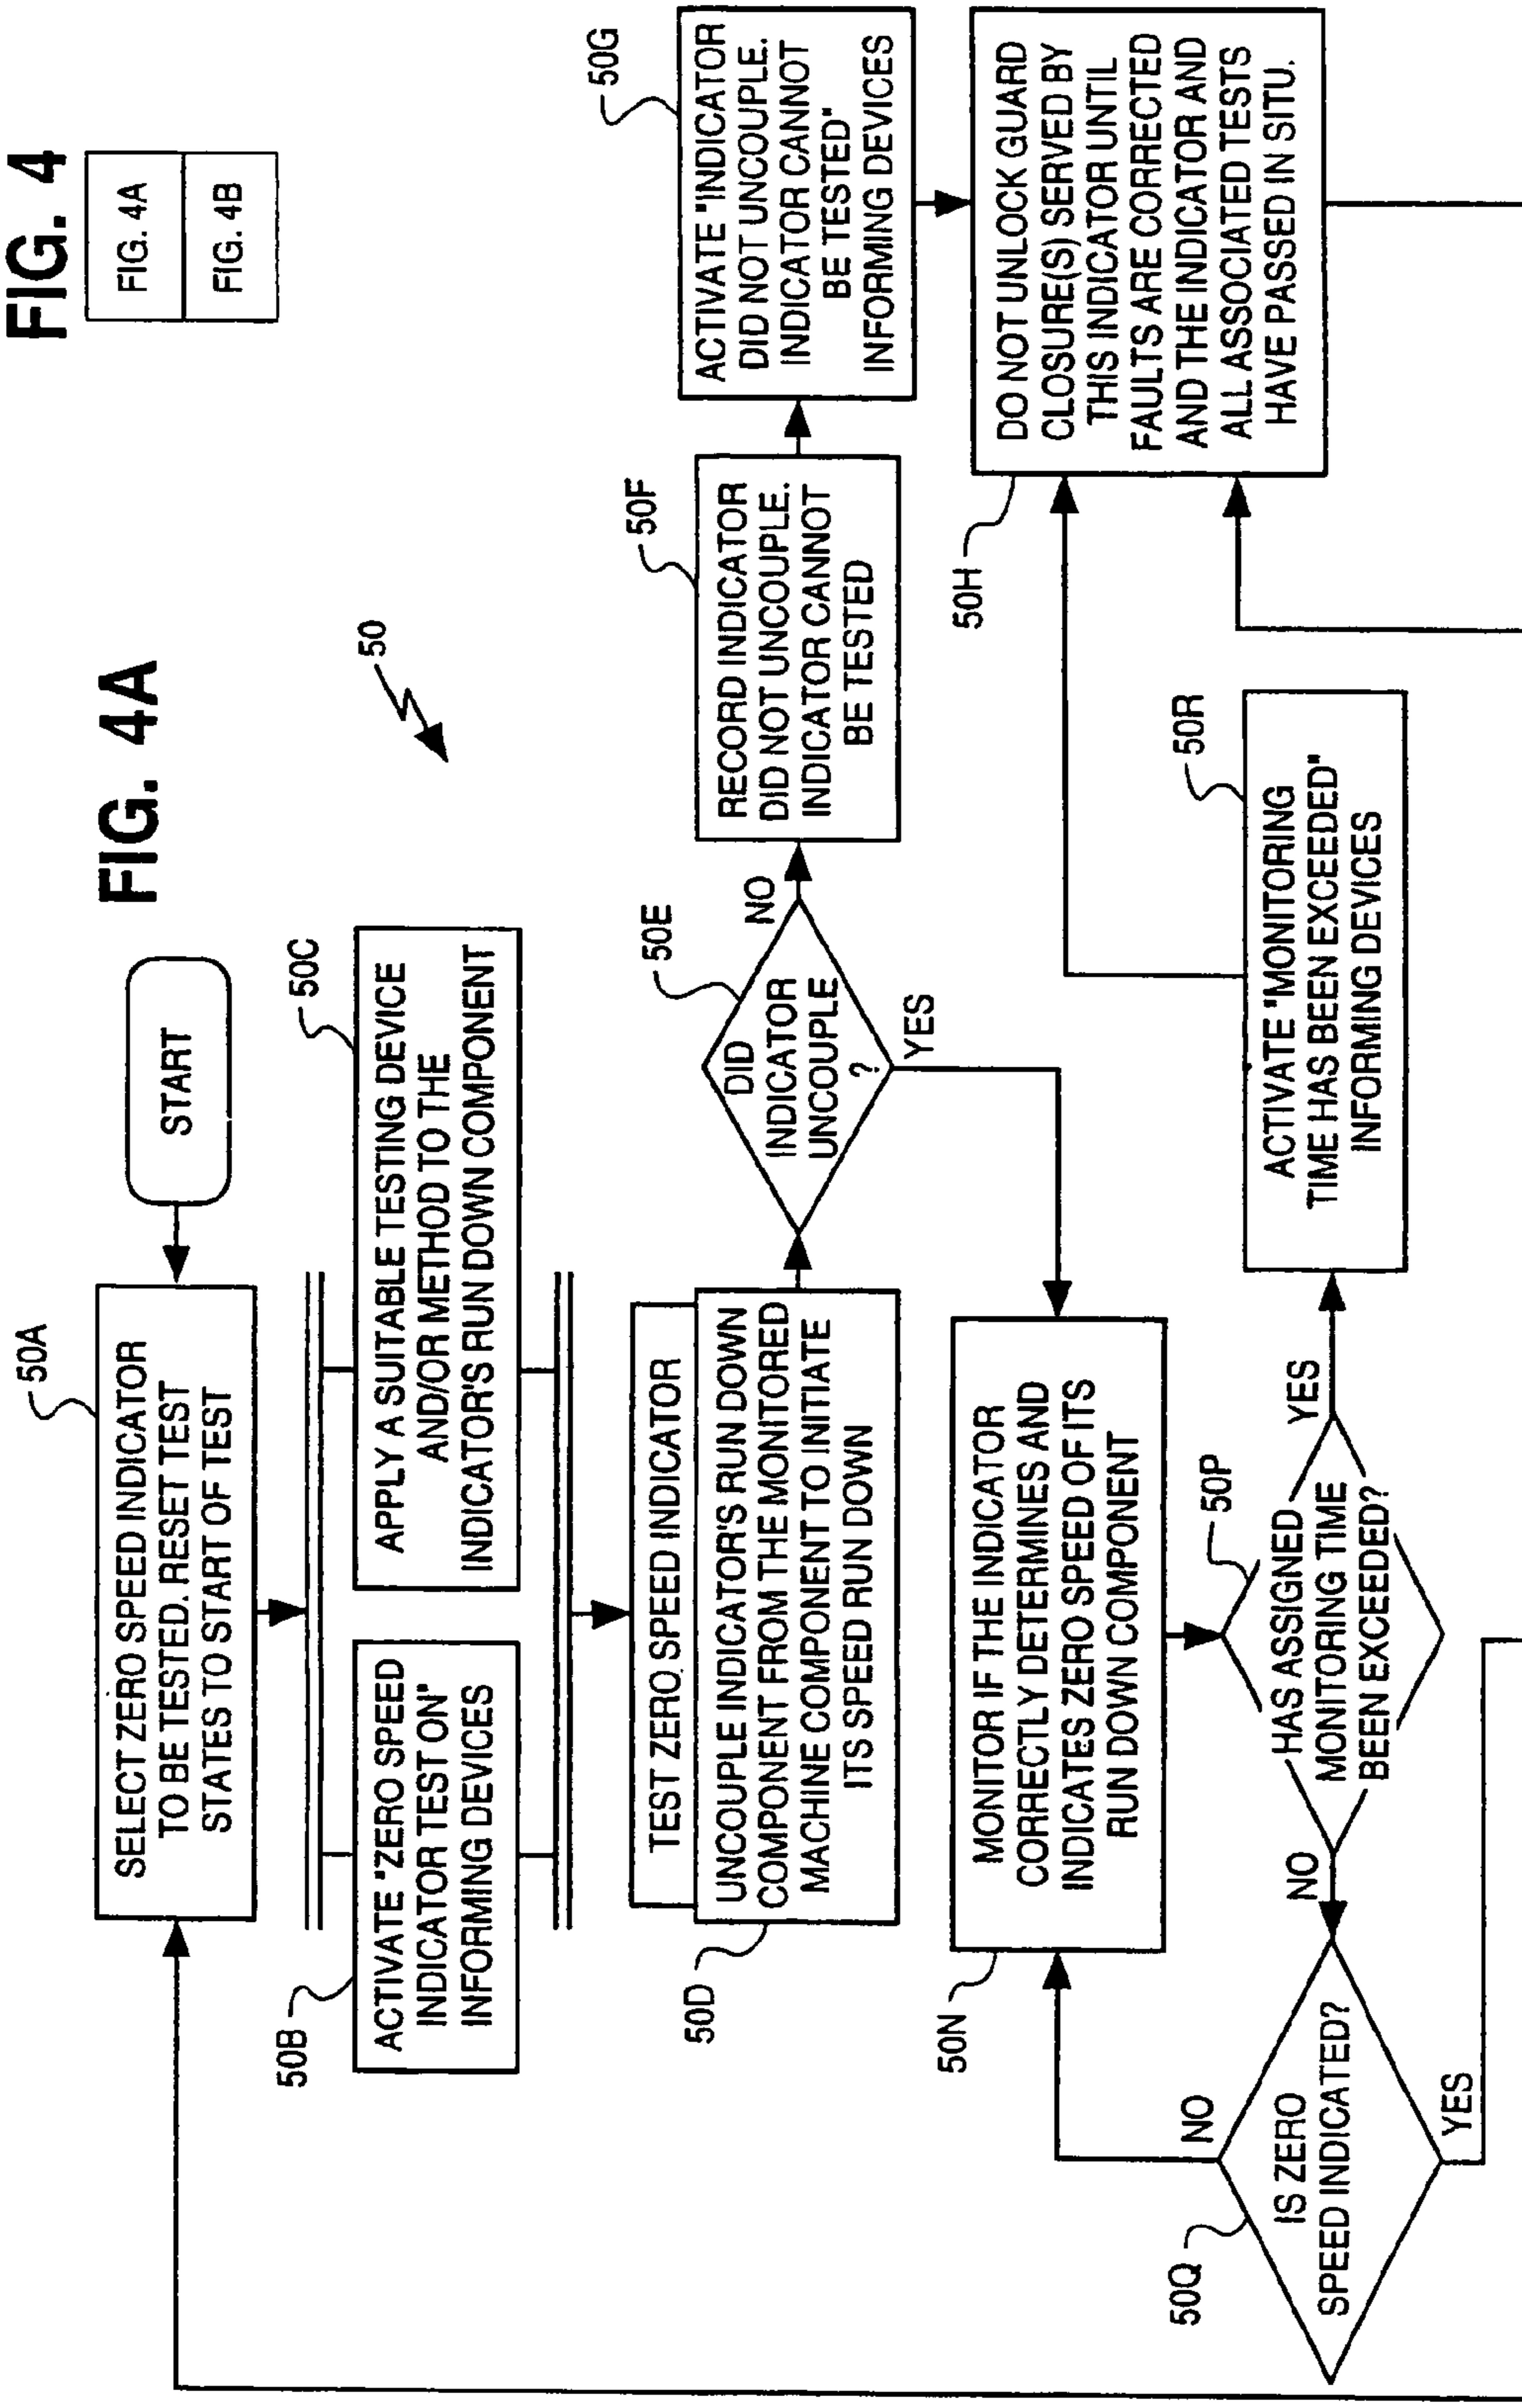 FIG. 4
FIG. 4A
FIG. 4B
FIG. 4A
50
START
50A
SELECT ZERO SPEED INDICATOR
TO BE TESTED. RESET TEST
STATES TO START OF TEST
50B
ACTIVATE "ZERO SPEED
INDICATOR TEST ON"
INFORMING DEVICES
50C
APPLY A SUITABLE TESTING DEVICE
AND/OR METHOD TO THE
INDICATOR'S RUN DOWN COMPONENT
TEST ZERO SPEED INDICATOR
50D
UNCOUPLE INDICATOR'S RUN DOWN
COMPONENT FROM THE MONITORED
MACHINE COMPONENT TO INITIATE
ITS SPEED RUN DOWN
50E
DID
INDICATOR
UNCOUPLE
?
NO
YES
50F
RECORD INDICATOR
DID NOT UNCOUPLE.
INDICATOR CANNOT
BE TESTED
50G
ACTIVATE "INDICATOR
DID NOT UNCOUPLE.
INDICATOR CANNOT
BE TESTED"
INFORMING DEVICES
50H
DO NOT UNLOCK GUARD
CLOSURE(S) SERVED BY
THIS INDICATOR UNTIL
FAULTS ARE CORRECTED
AND THE INDICATOR AND
ALL ASSOCIATED TESTS
HAVE PASSED IN SITU.
50N
MONITOR IF THE INDICATOR
CORRECTLY DETERMINES AND
INDICATES ZERO SPEED OF ITS
RUN DOWN COMPONENT
50P
HAS ASSIGNED
MONITORING TIME
BEEN EXCEEDED?
YES
NO
50R
ACTIVATE "MONITORING
TIME HAS BEEN EXCEEDED"
INFORMING DEVICES
50Q
IS ZERO
SPEED INDICATED?
NO
YES